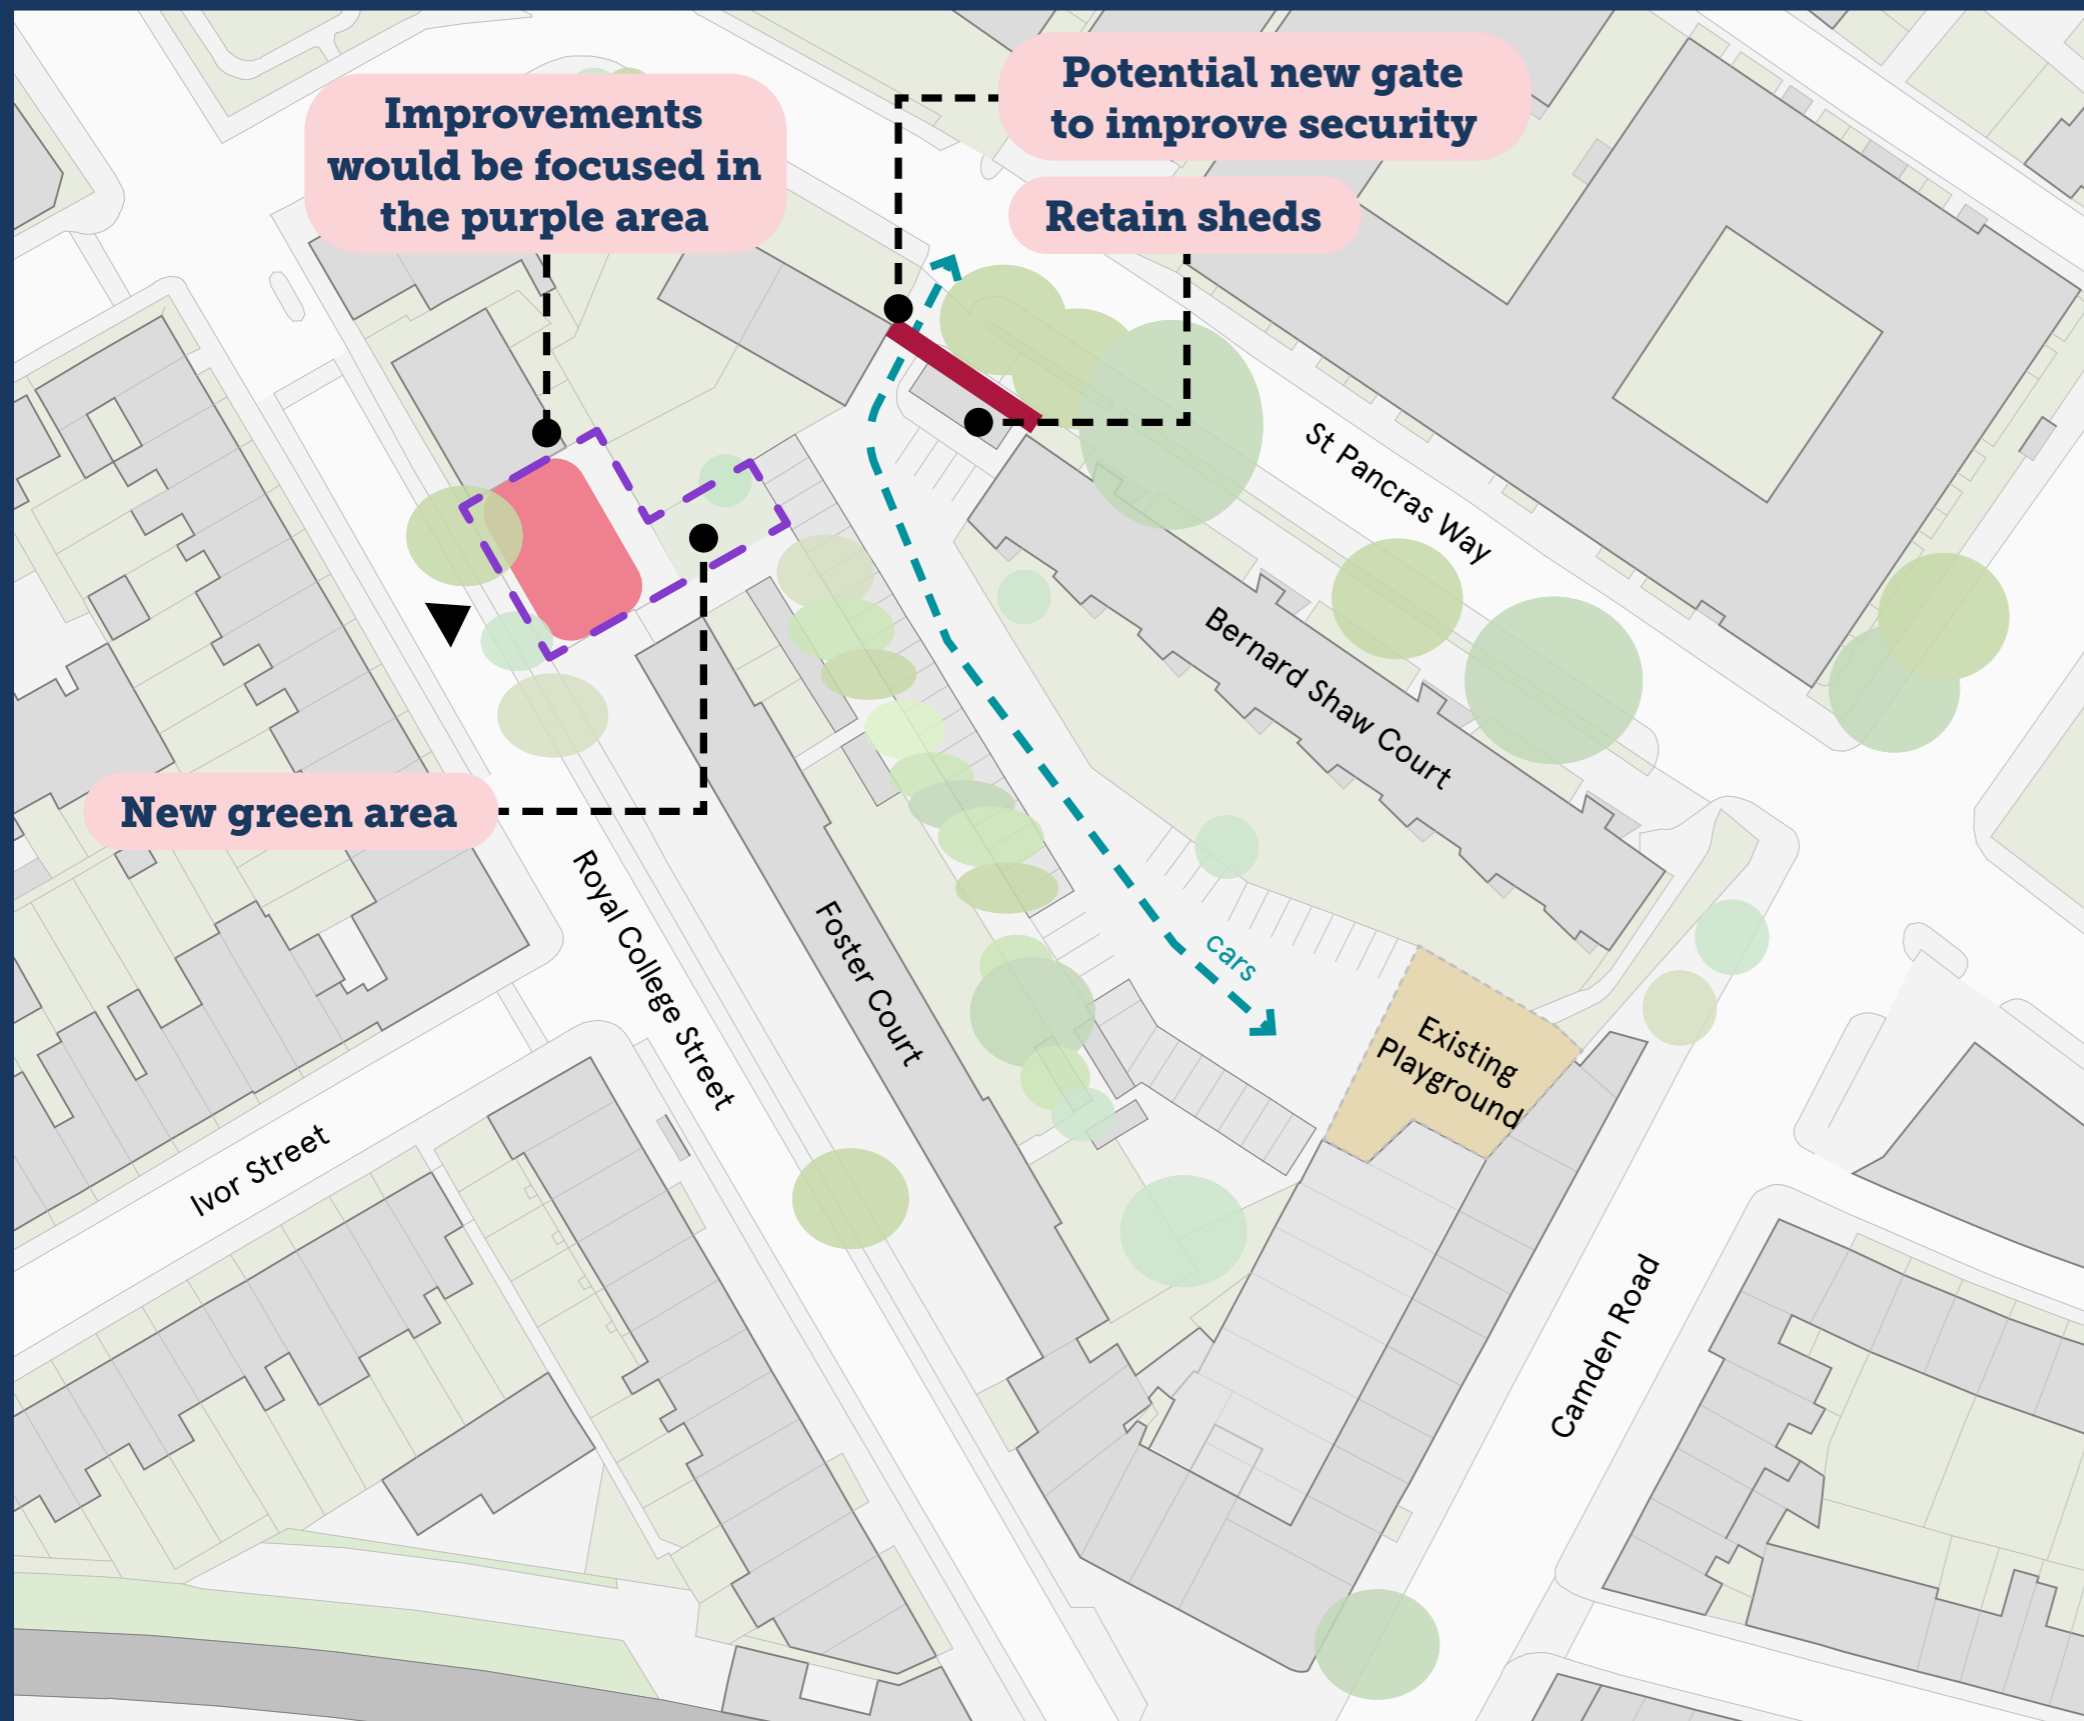 Improvements
would be focused in
the purple area
Potential new gate
to improve security
Retain sheds
St Pancras Way
Bernard Shaw Court
New green area
Royal College Street
Foster Court
cars
Existing
Playground
Ivor Street
Camden Road